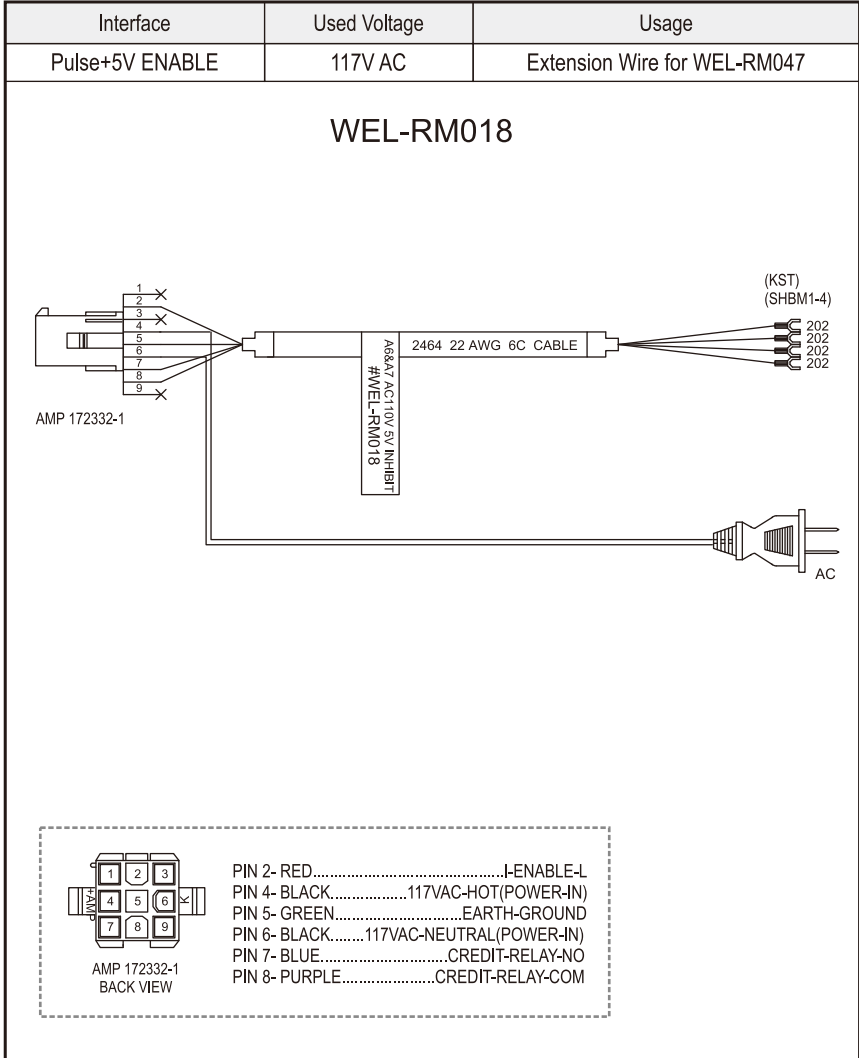 Interface Used Voltage Usage
Pulse+5V ENABLE 117V AC Extension Wire for WEL-RM047
WEL-RM018
1
2
3
4
5
6
7
8
9
AMP 172332-1
A6&A7 AC110V 5V INHIBIT
#WEL-RM018
2464 22 AWG 6C CABLE
(KST)
(SHBM1-4)
202
202
202
202
AC
1 2 3
4 5 6
7 8 9
+AMP
K
AMP 172332-1
BACK VIEW
PIN 2- RED..................................................I-ENABLE-L
PIN 4- BLACK................117VAC-HOT(POWER-IN)
PIN 5- GREEN..........................EARTH-GROUND
PIN 6- BLACK.......117VAC-NEUTRAL(POWER-IN)
PIN 7- BLUE...........................CREDIT-RELAY-NO
PIN 8- PURPLE....................CREDIT-RELAY-COM